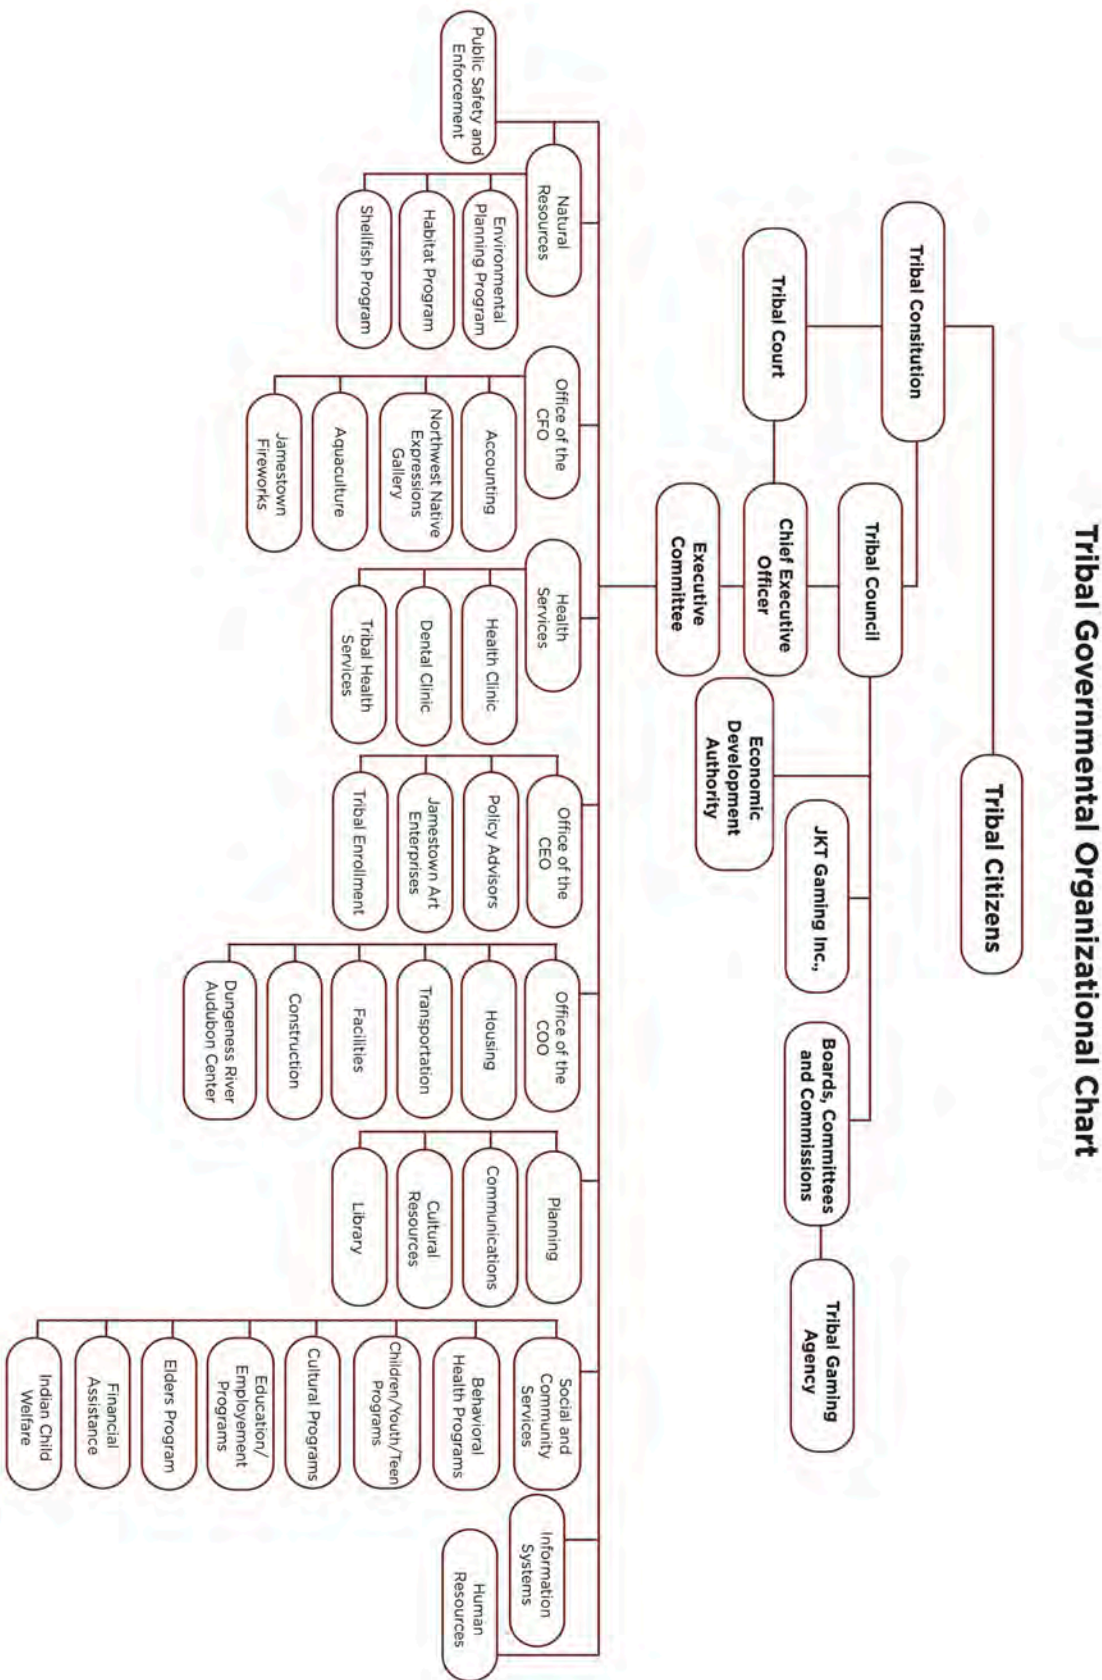 Tribal Governmental Organizational Chart
Tribal Citizens
Tribal Consitution
Tribal Court
Tribal Council
Chief Executive
Officer
Executive
Committee
Economic
Development
Authority
JKT Gaming Inc.,
Boards, Committees
and Commissions
Tribal Gaming
Agency
Public Safety and
Enforcement
Natural
Resources
Environmental
Planning Program
Habitat Program
Shellfish Program
Office of the
CFO
Accounting
Northwest Native
Expressions
Gallery
Aquaculture
Jamestown
Fireworks
Health
Services
Health Clinic
Dental Clinic
Tribal Health
Services
Office of the
CEO
Policy Advisors
Jamestown Art
Enterprises
Tribal Enrollment
Office of the
COO
Housing
Transportation
Facilities
Construction
Dungeness River
Audubon Center
Planning
Communications
Cultural
Resources
Library
Social and
Community
Services
Behavioral
Health Programs
Children/Youth/Teen
Programs
Cultural Programs
Education/
Employement
Programs
Elders Program
Financial
Assistance
Indian Child
Welfare
Information
Systems
Human
Resources